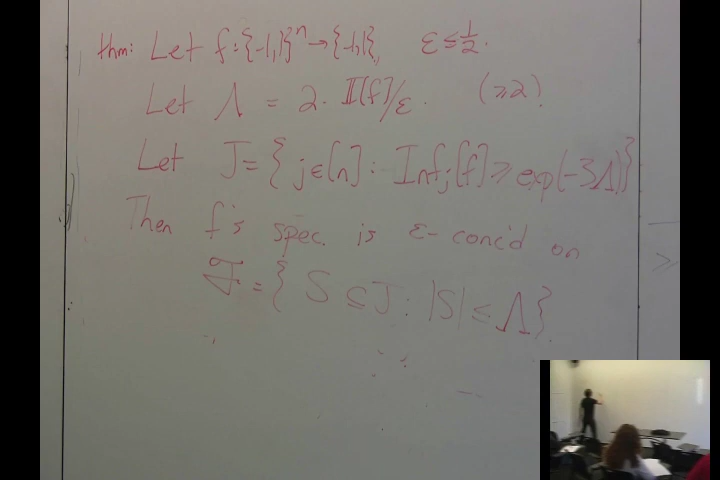 thm: Let f:{-1,1}ⁿ→{-1,1}, ε ≤ 1/2.
Let Λ = 2·𝕀[f]/ε. (≥2)
Let J = {j∈[n] : Infⱼ[f] ≥ exp(-3Λ)}
Then f's spec. is ε-conc'd on
ℱ = {S ⊆ J : |S| ≤ Λ}.